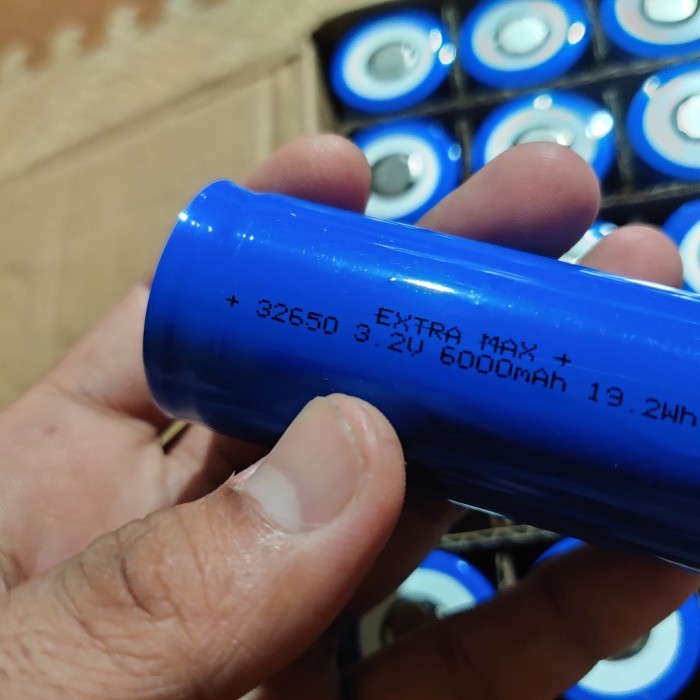 EXTRA MAX +
+ 32650 3.2V 6000mAh 19.2Wh